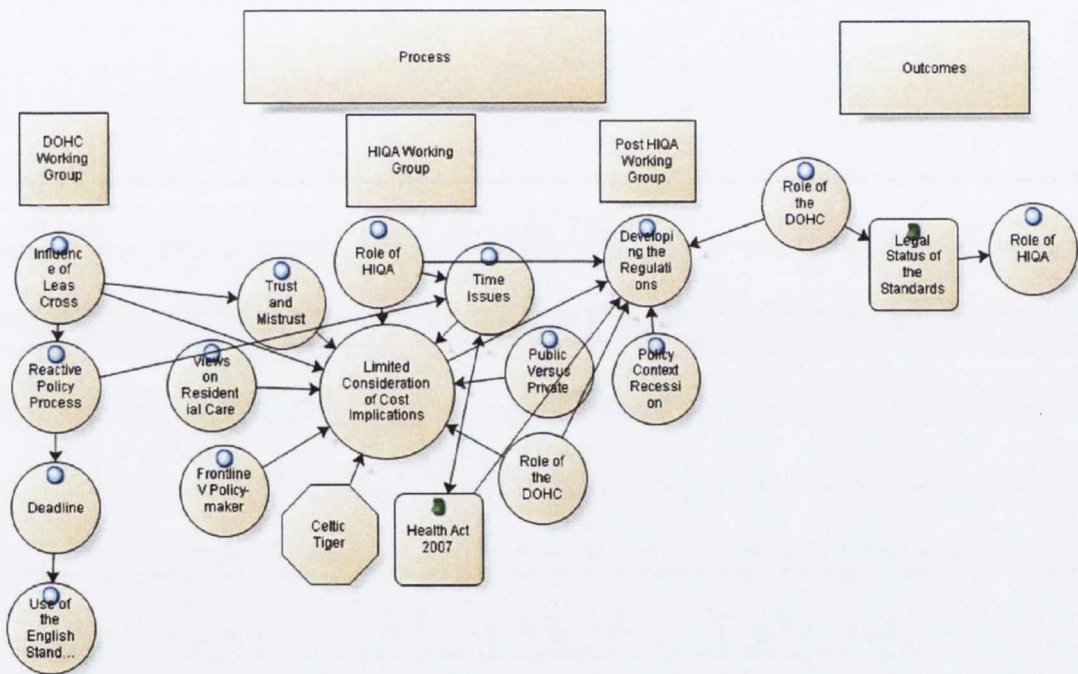 Process
Outcomes
DOHC
Working
Group
HIQA Working
Group
Post HIQA
Working
Group
Influenc
e of
Leas
Cross
Trust
and
Mistrust
Role of
HIQA
Time
Issues
Develop
ing the
Regulati
ons
Role of
the
DOHC
Legal
Status of
the
Standards
Role of
HIQA
Reactive
Policy
Process
Views
on
Resident
ial Care
Limited
Consideration
of Cost
Implications
Public
Versus
Private
Policy
Context
Recessi
on
Deadline
Frontline
V Policy-
maker
Celtic
Tiger
Health Act
2007
Role of
the
DOHC
Use of
the
English
Stand...